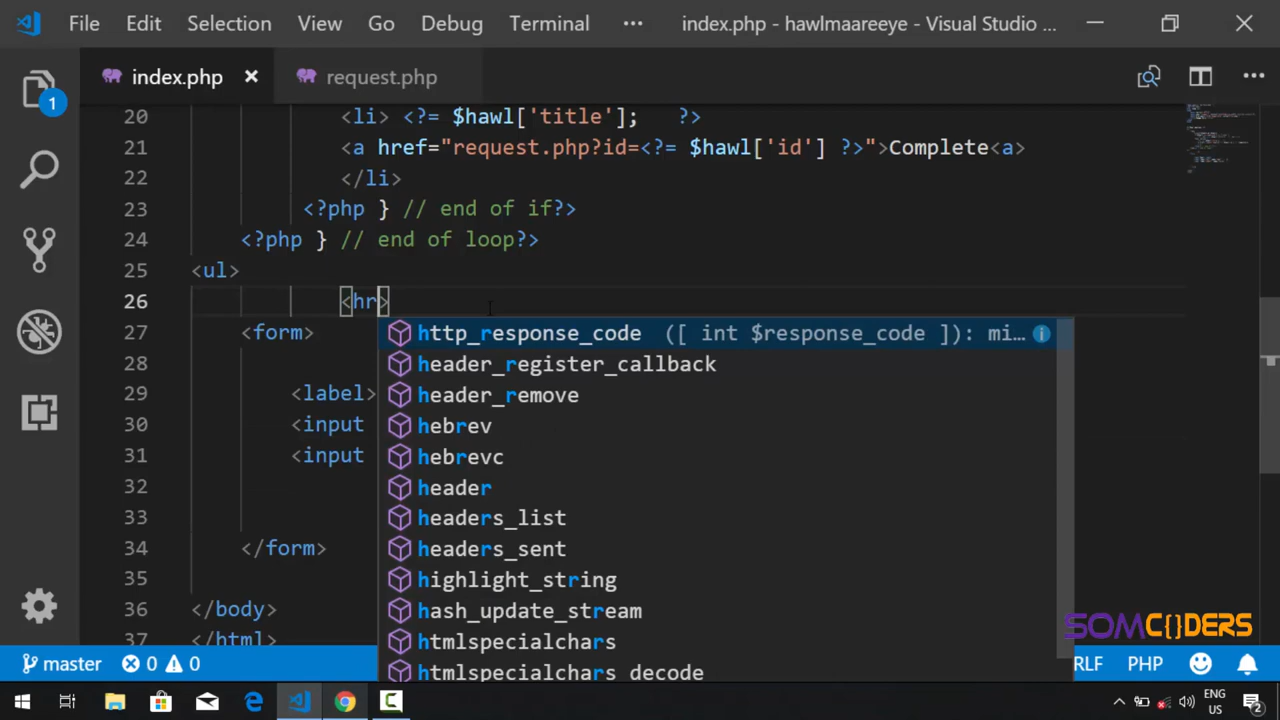 File Edit Selection View Go Debug Terminal ··· index.php - hawlmaareeye - Visual Studio ...
1
index.php request.php
20 <li> <?= $hawl['title']; ?>
21 <a href="request.php?id=<?= $hawl['id'] ?>">Complete<a>
22 </li>
23 <?php } // end of if?>
24 <?php } // end of loop?>
25 <ul>
26 <hr>
27 <form>
http_response_code ([ int $response_code ]): mi...
28
header_register_callback
29 <label>
header_remove
30 <input
hebrev
31 <input
hebrevc
32
header
33
headers_list
34 </form>
headers_sent
35
highlight_string
36 </body>
hash_update_stream
37 </html>
htmlspecialchars
htmlspecialchars_decode
SOMC{}DERS
master 0 0 RLF PHP
ENG
US
2